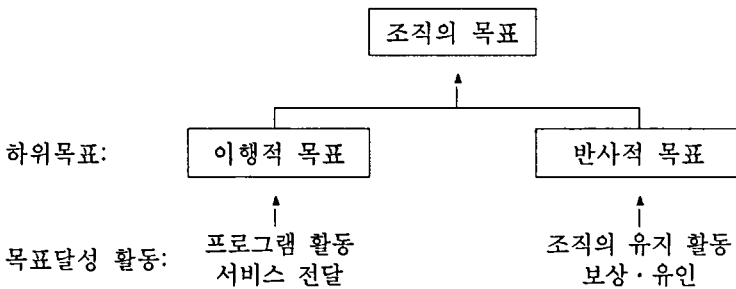 조직의 목표
하위목표: 이행적 목표 반사적 목표
목표달성 활동: 프로그램 활동 조직의 유지 활동
서비스 전달 보상·유인